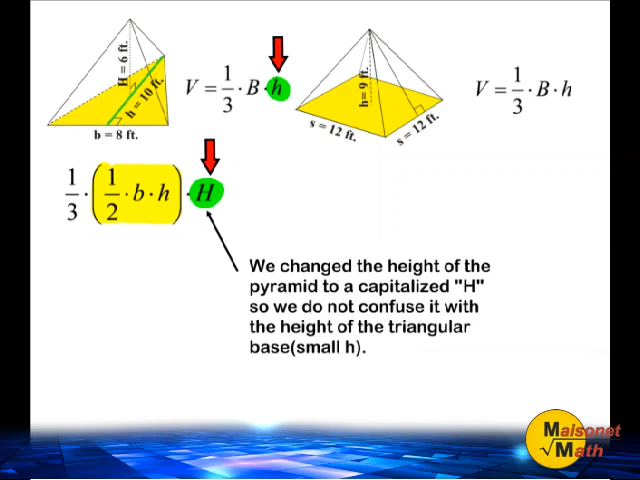 H = 6 ft.
h = 10 ft.
b = 8 ft.
V = 1/3 · B · h
h = 9 ft.
s = 12 ft.
s = 12 ft.
V = 1/3 · B · h
1/3 · (1/2 · b · h) · H
We changed the height of the
pyramid to a capitalized "H"
so we do not confuse it with
the height of the triangular
base(small h).
Maisonet
√Math